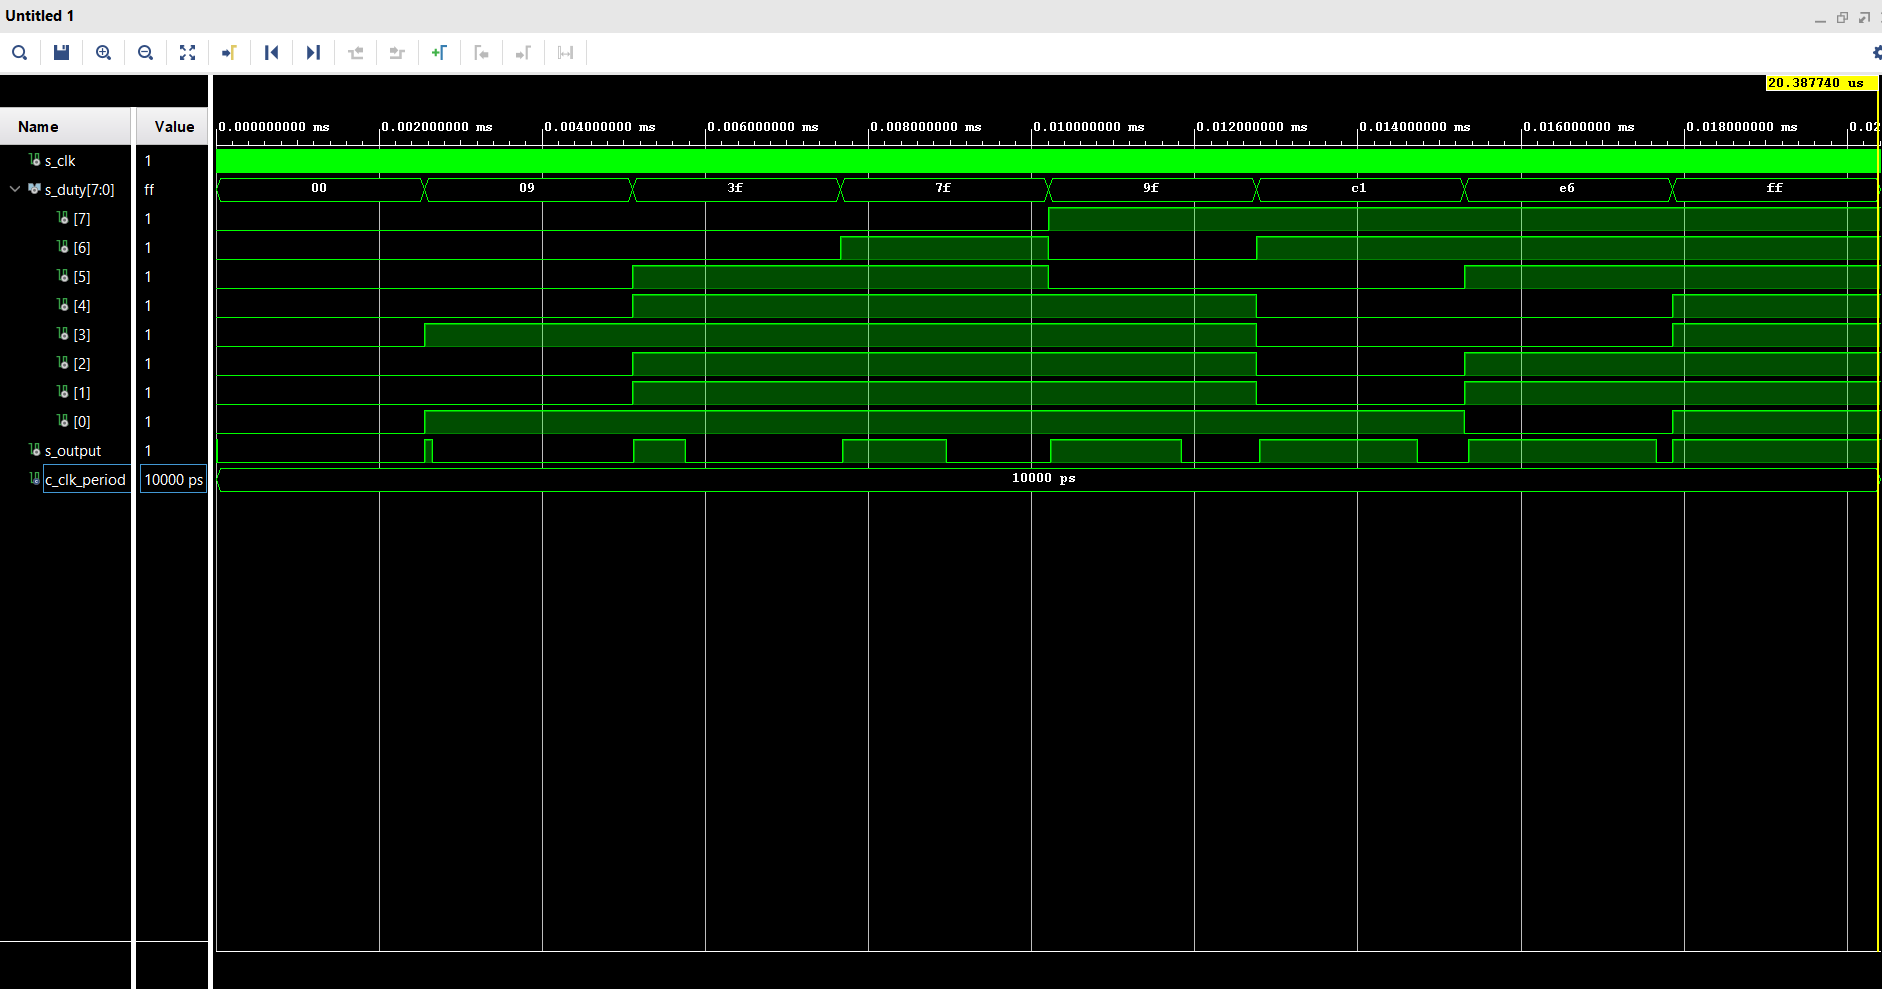 Untitled 1
20.387740 us
Name Value
0.000000000 ms 0.002000000 ms 0.004000000 ms 0.006000000 ms 0.008000000 ms 0.010000000 ms 0.012000000 ms 0.014000000 ms 0.016000000 ms 0.018000000 ms 0.02
s_clk 1
s_duty[7:0] ff 00 09 3f 7f 9f c1 e6 ff
[7] 1
[6] 1
[5] 1
[4] 1
[3] 1
[2] 1
[1] 1
[0] 1
s_output 1
c_clk_period 10000 ps 10000 ps